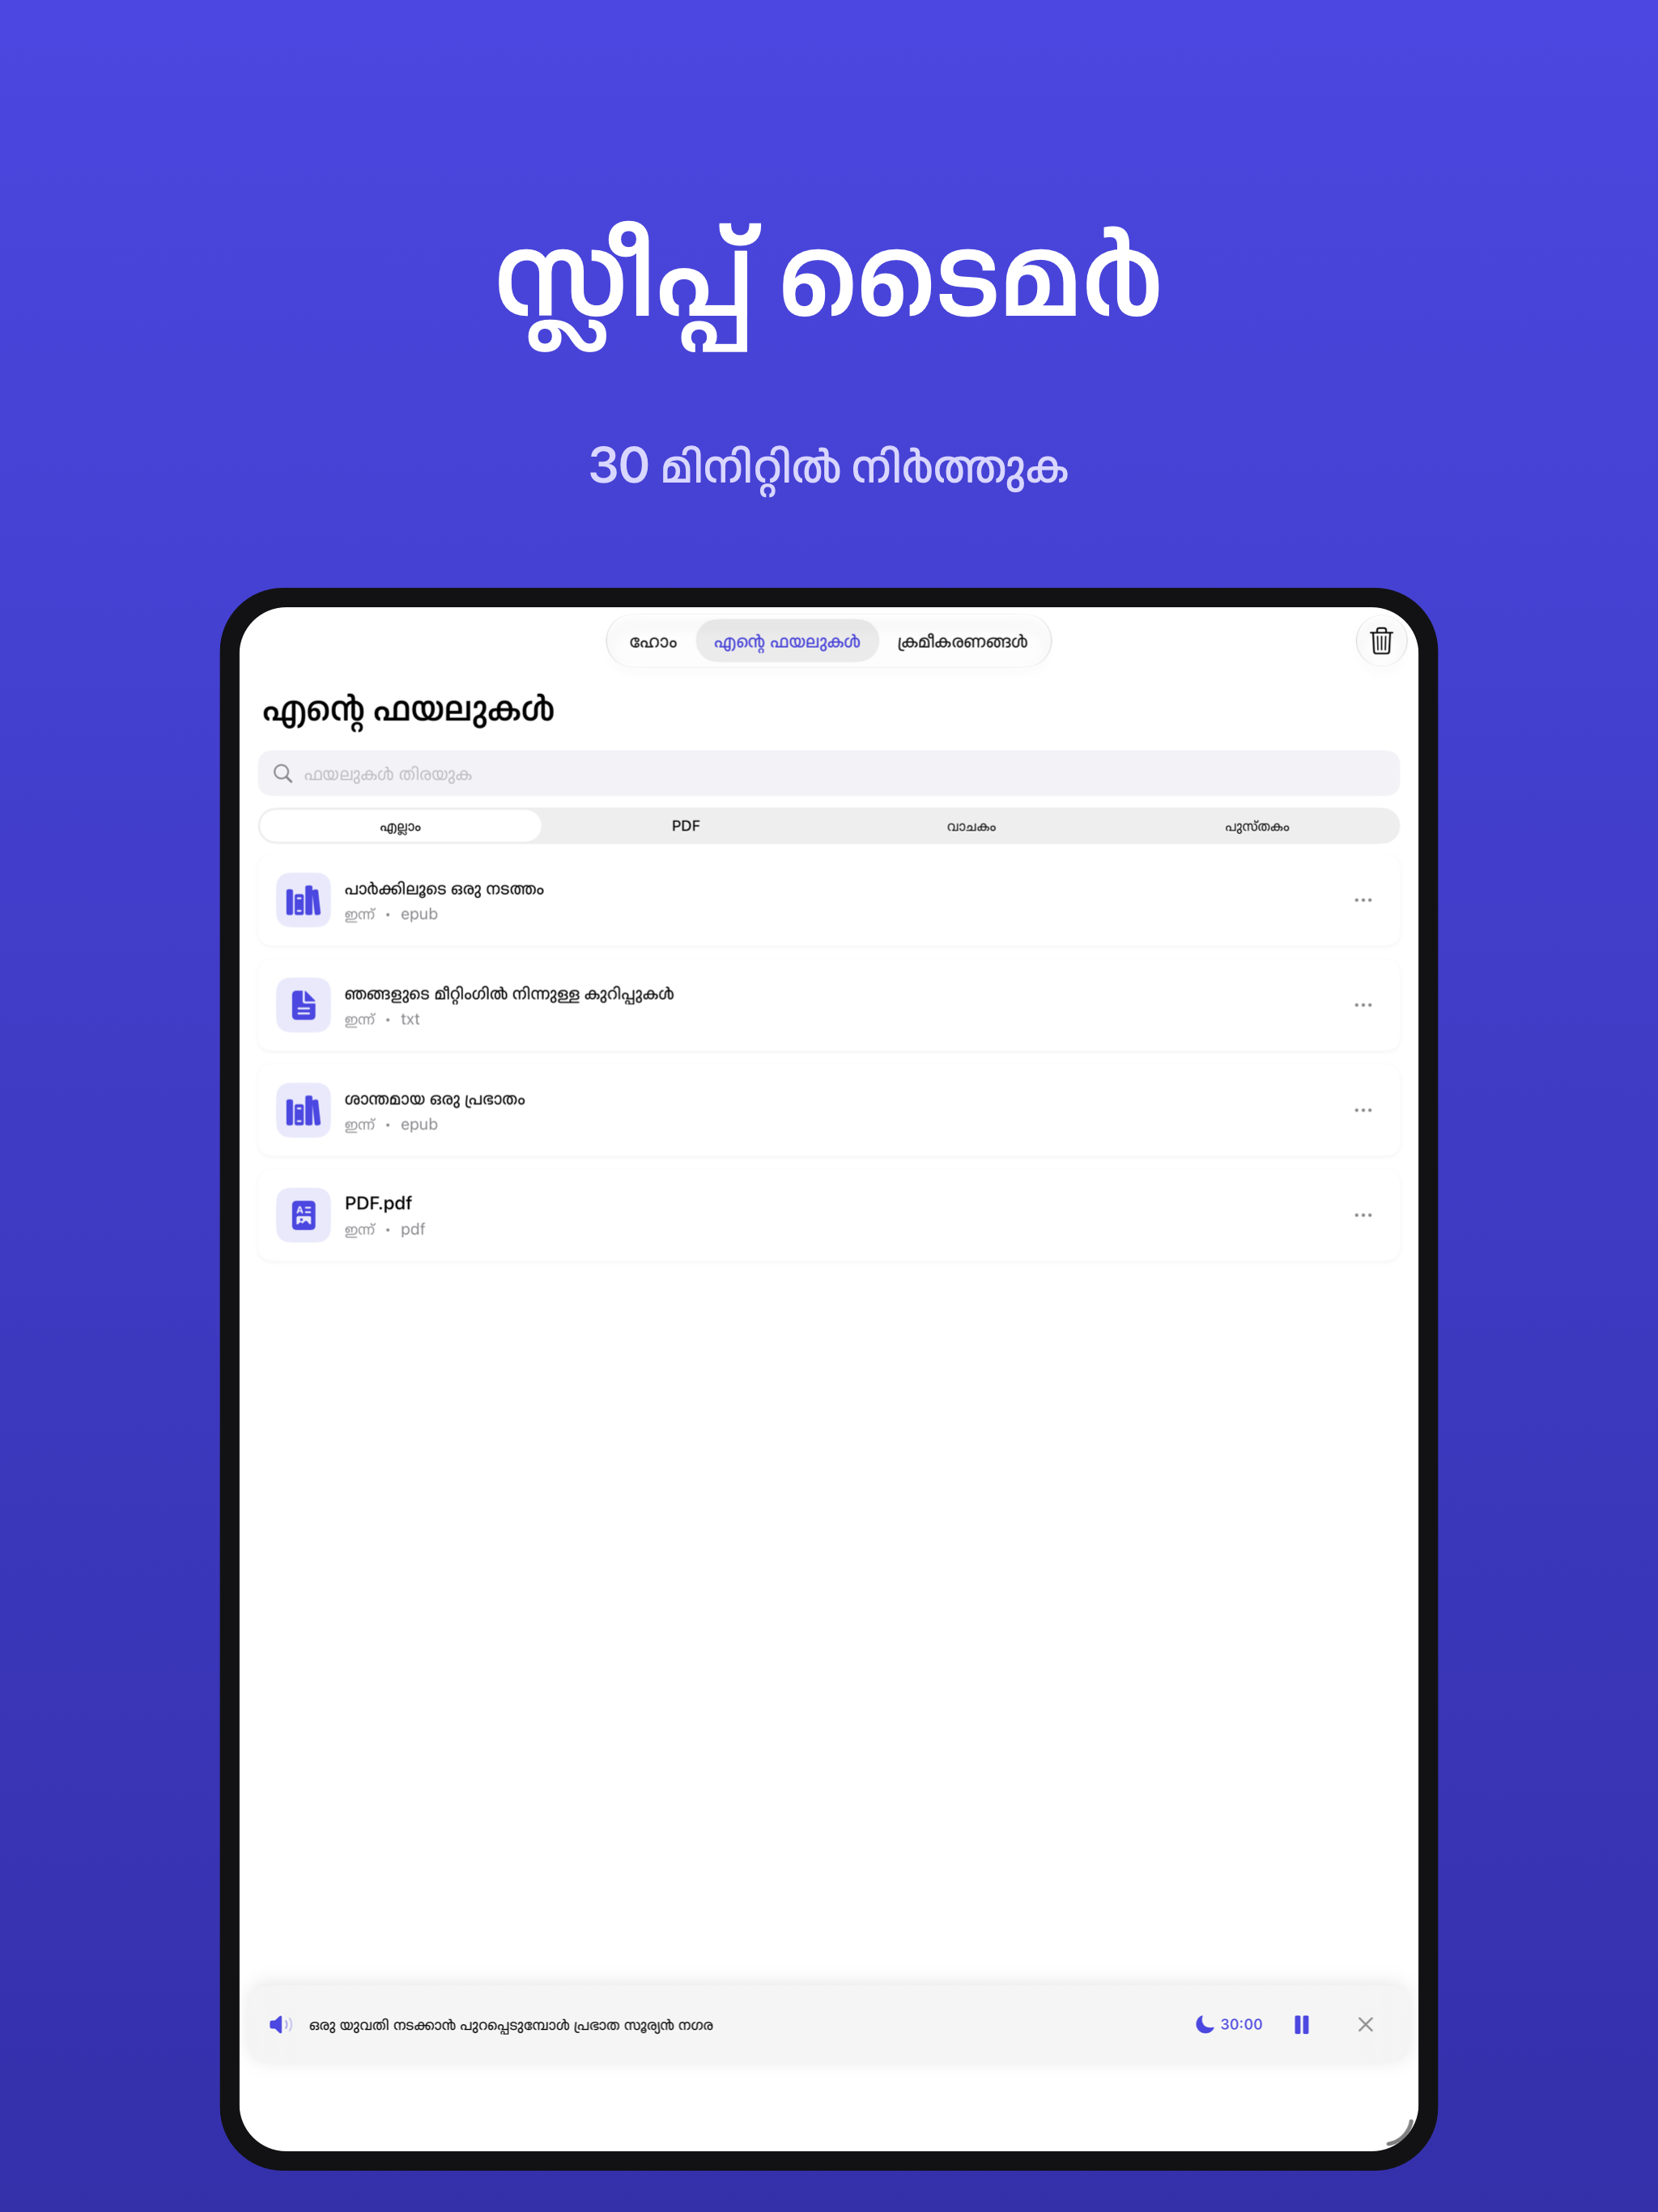 സ്ലീപ്പ് ടൈമർ
30 മിനിറ്റിൽ നിർത്തുക
ഹോം എന്റെ ഫയലുകൾ ക്രമീകരണങ്ങൾ
എന്റെ ഫയലുകൾ
ഫയലുകൾ തിരയുക
എല്ലാം PDF വാചകം പുസ്തകം
പാർക്കിലൂടെ ഒരു നടത്തം
ഇന്ന് • epub
ഞങ്ങളുടെ മീറ്റിംഗിൽ നിന്നുള്ള കുറിപ്പുകൾ
ഇന്ന് • txt
ശാന്തമായ ഒരു പ്രഭാതം
ഇന്ന് • epub
PDF.pdf
ഇന്ന് • pdf
ഒരു യുവതി നടക്കാൻ പുറപ്പെടുമ്പോൾ പ്രഭാത സൂര്യൻ നഗര 30:00